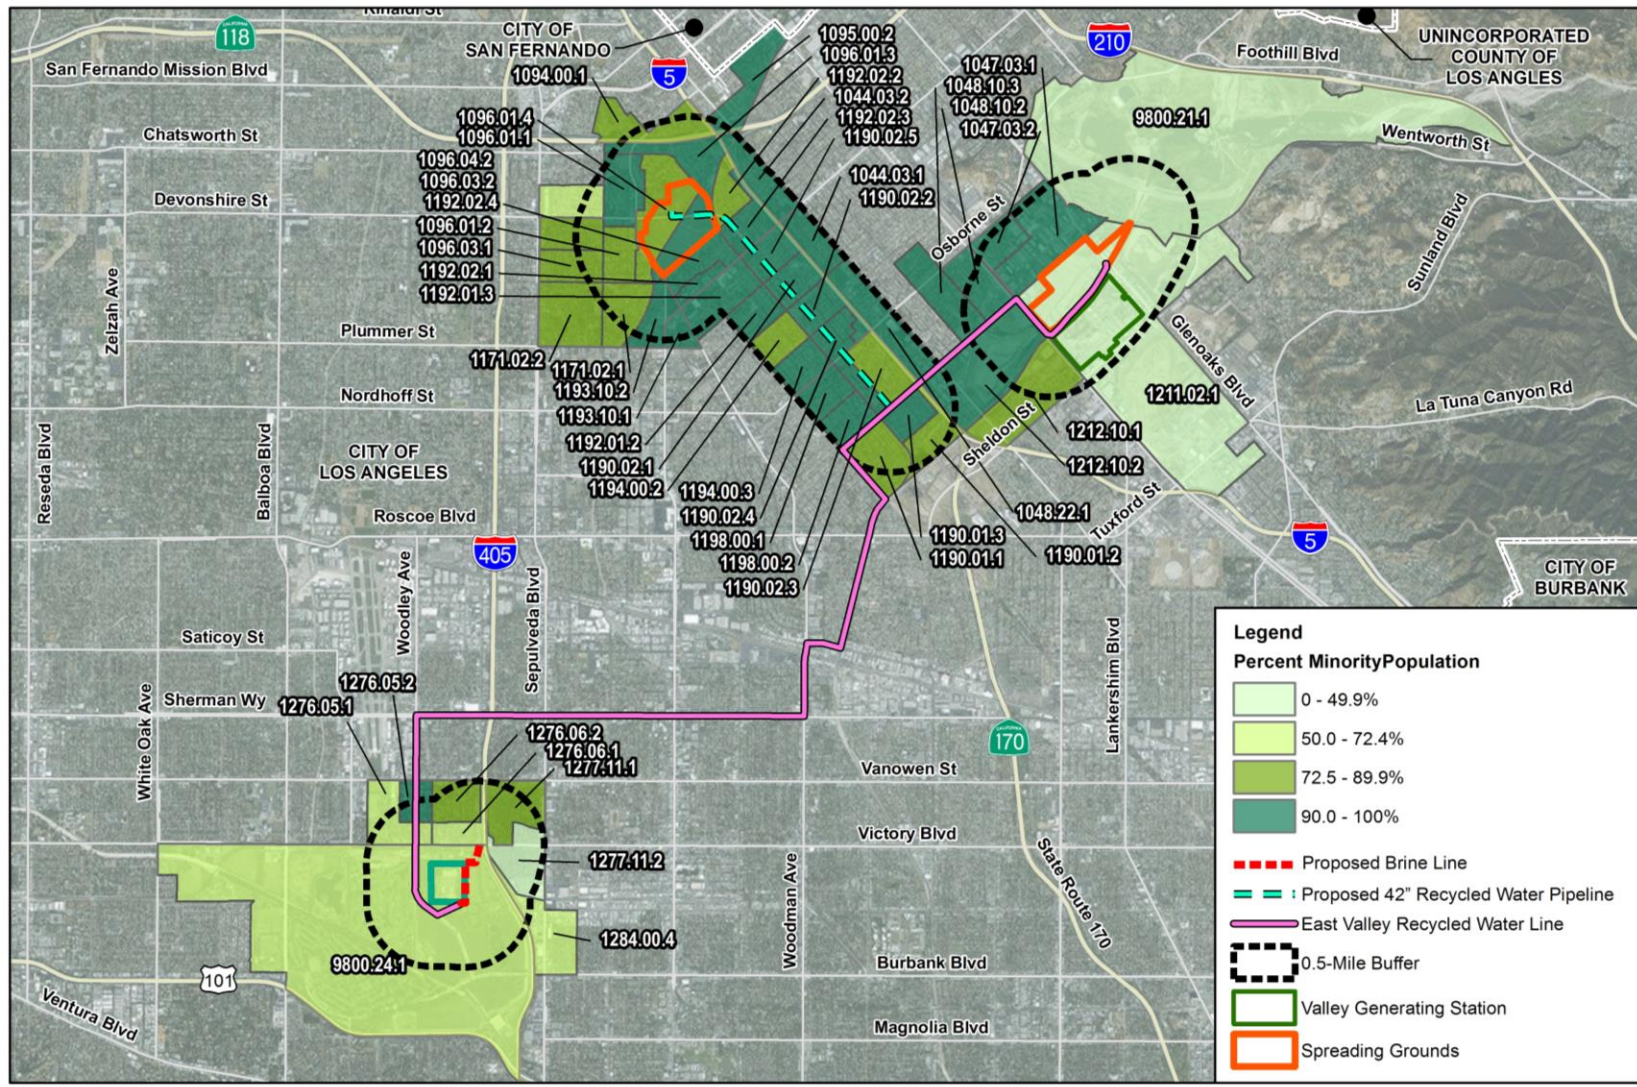 Rinaldi St
CALIFORNIA
118
CITY OF
SAN FERNANDO
5
210
Foothill Blvd
UNINCORPORATED
COUNTY OF
LOS ANGLES
San Fernando Mission Blvd
1094.00.1
1095.00.2
1096.01.3
1192.02.2
1044.03.2
1192.02.3
1190.02.5
1047.03.1
1048.10.3
1048.10.2
1047.03.2
9800.21.1
Wentworth St
Chatsworth St
1096.01.4
1096.01.1
1096.04.2
1096.03.2
1192.02.4
1096.01.2
1096.03.1
1192.02.1
1192.01.3
1044.03.1
1190.02.2
Devonshire St
Osborne St
Sunland Blvd
Zelzah Ave
Plummer St
1171.02.2
1171.02.1
1193.10.2
1193.10.1
1192.01.2
1190.02.1
1194.00.2
Glenoaks Blvd
1211.02.1
La Tuna Canyon Rd
Nordhoff St
Reseda Blvd
Balboa Blvd
CITY OF
LOS ANGELES
Sheldon St
1212.10.1
1212.10.2
1194.00.3
1190.02.4
1198.00.1
1198.00.2
1190.02.3
1048.22.1
1190.01.3
1190.01.1
1190.01.2
Tuxford St
5
Roscoe Blvd
405
Woodley Ave
Sepulveda Blvd
CITY OF
BURBANK
Saticoy St
1276.05.2
1276.05.1
Sherman Wy
White Oak Ave
1276.06.2
1276.06.1
1277.11.1
CALIFORNIA
170
Lankershim Blvd
Vanowen St
Victory Blvd
1277.11.2
Woodman Ave
State Route 170
1284.00.4
9800.24.1
101
Burbank Blvd
Ventura Blvd
Magnolia Blvd
Legend
Percent MinorityPopulation
0 - 49.9%
50.0 - 72.4%
72.5 - 89.9%
90.0 - 100%
Proposed Brine Line
Proposed 42” Recycled Water Pipeline
East Valley Recycled Water Line
0.5-Mile Buffer
Valley Generating Station
Spreading Grounds